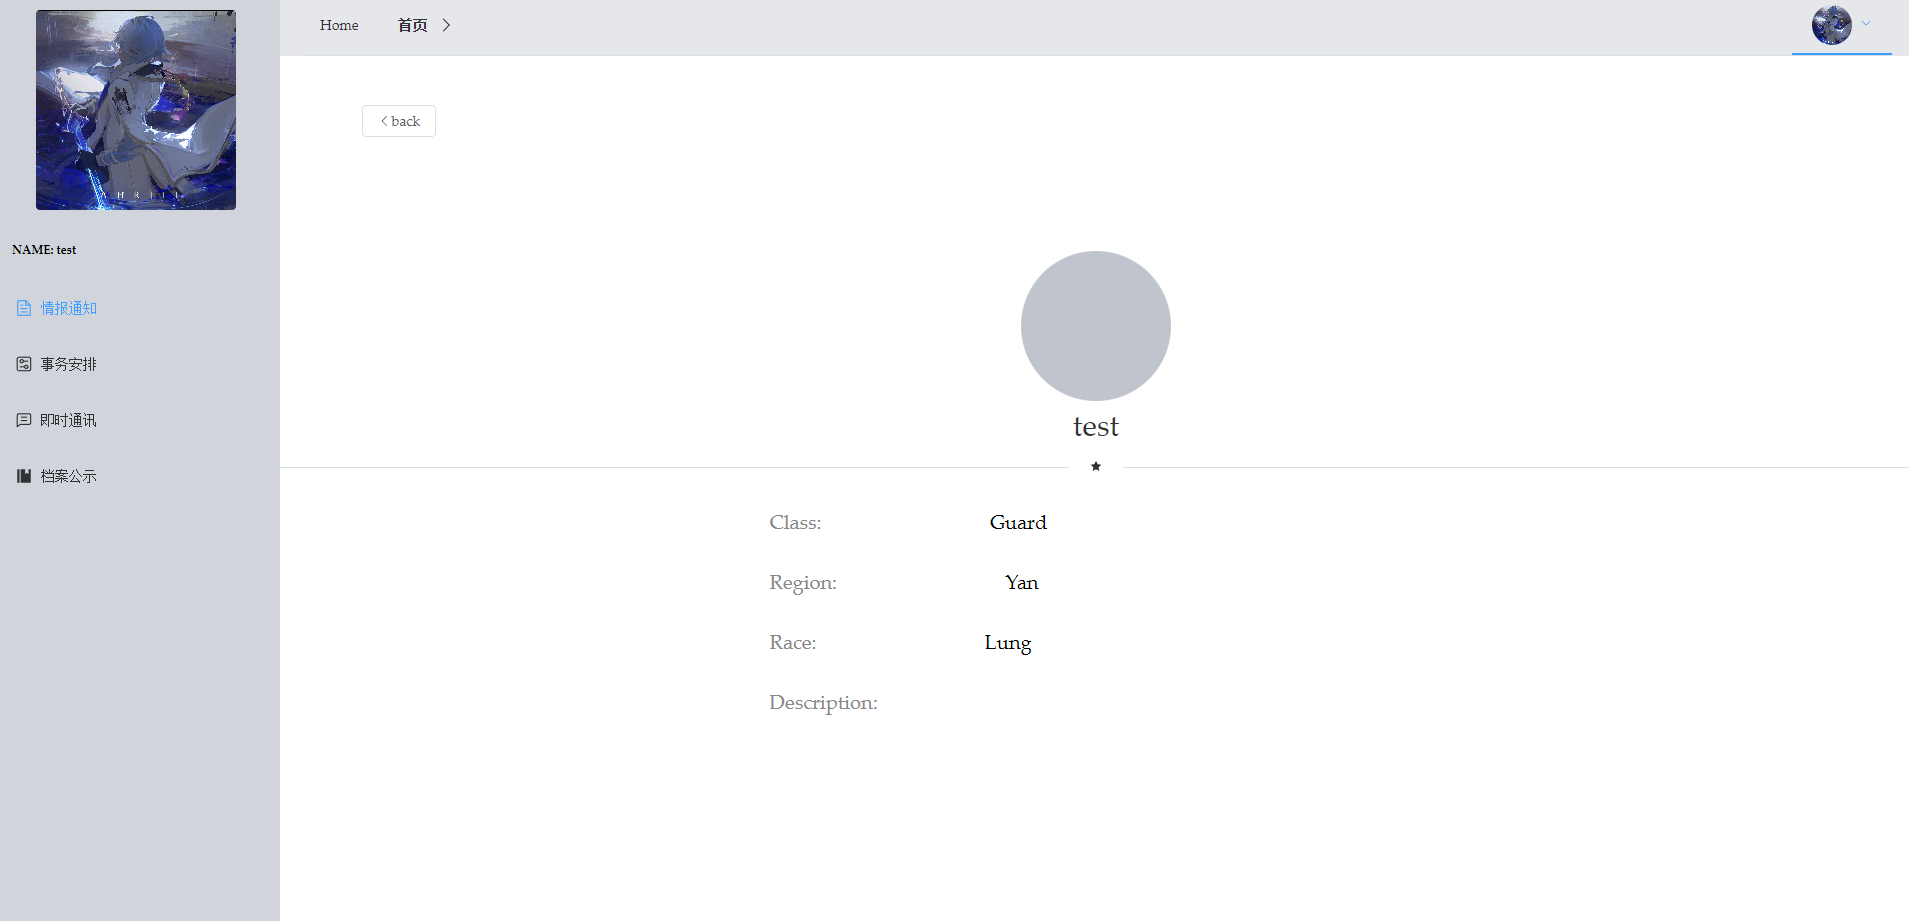 Home 首页
NAME: test
情报通知
事务安排
即时通讯
档案公示
back
test
Class: Guard
Region: Yan
Race: Lung
Description: